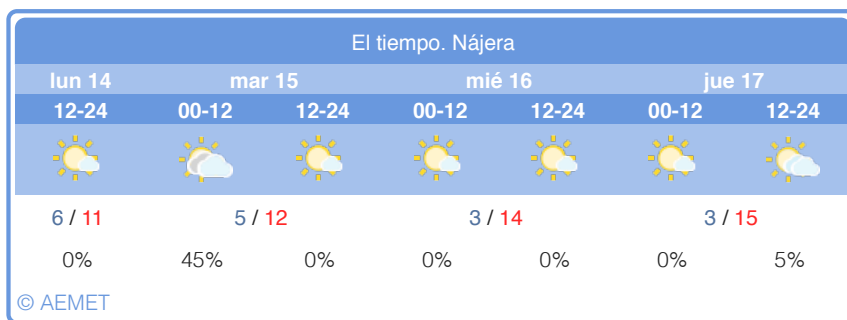 El tiempo. Nájera
lun 14 mar 15 mié 16 jue 17
12-24 00-12 12-24 00-12 12-24 00-12 12-24
6 / 11 5 / 12 3 / 14 3 / 15
0% 45% 0% 0% 0% 0% 5%
© AEMET